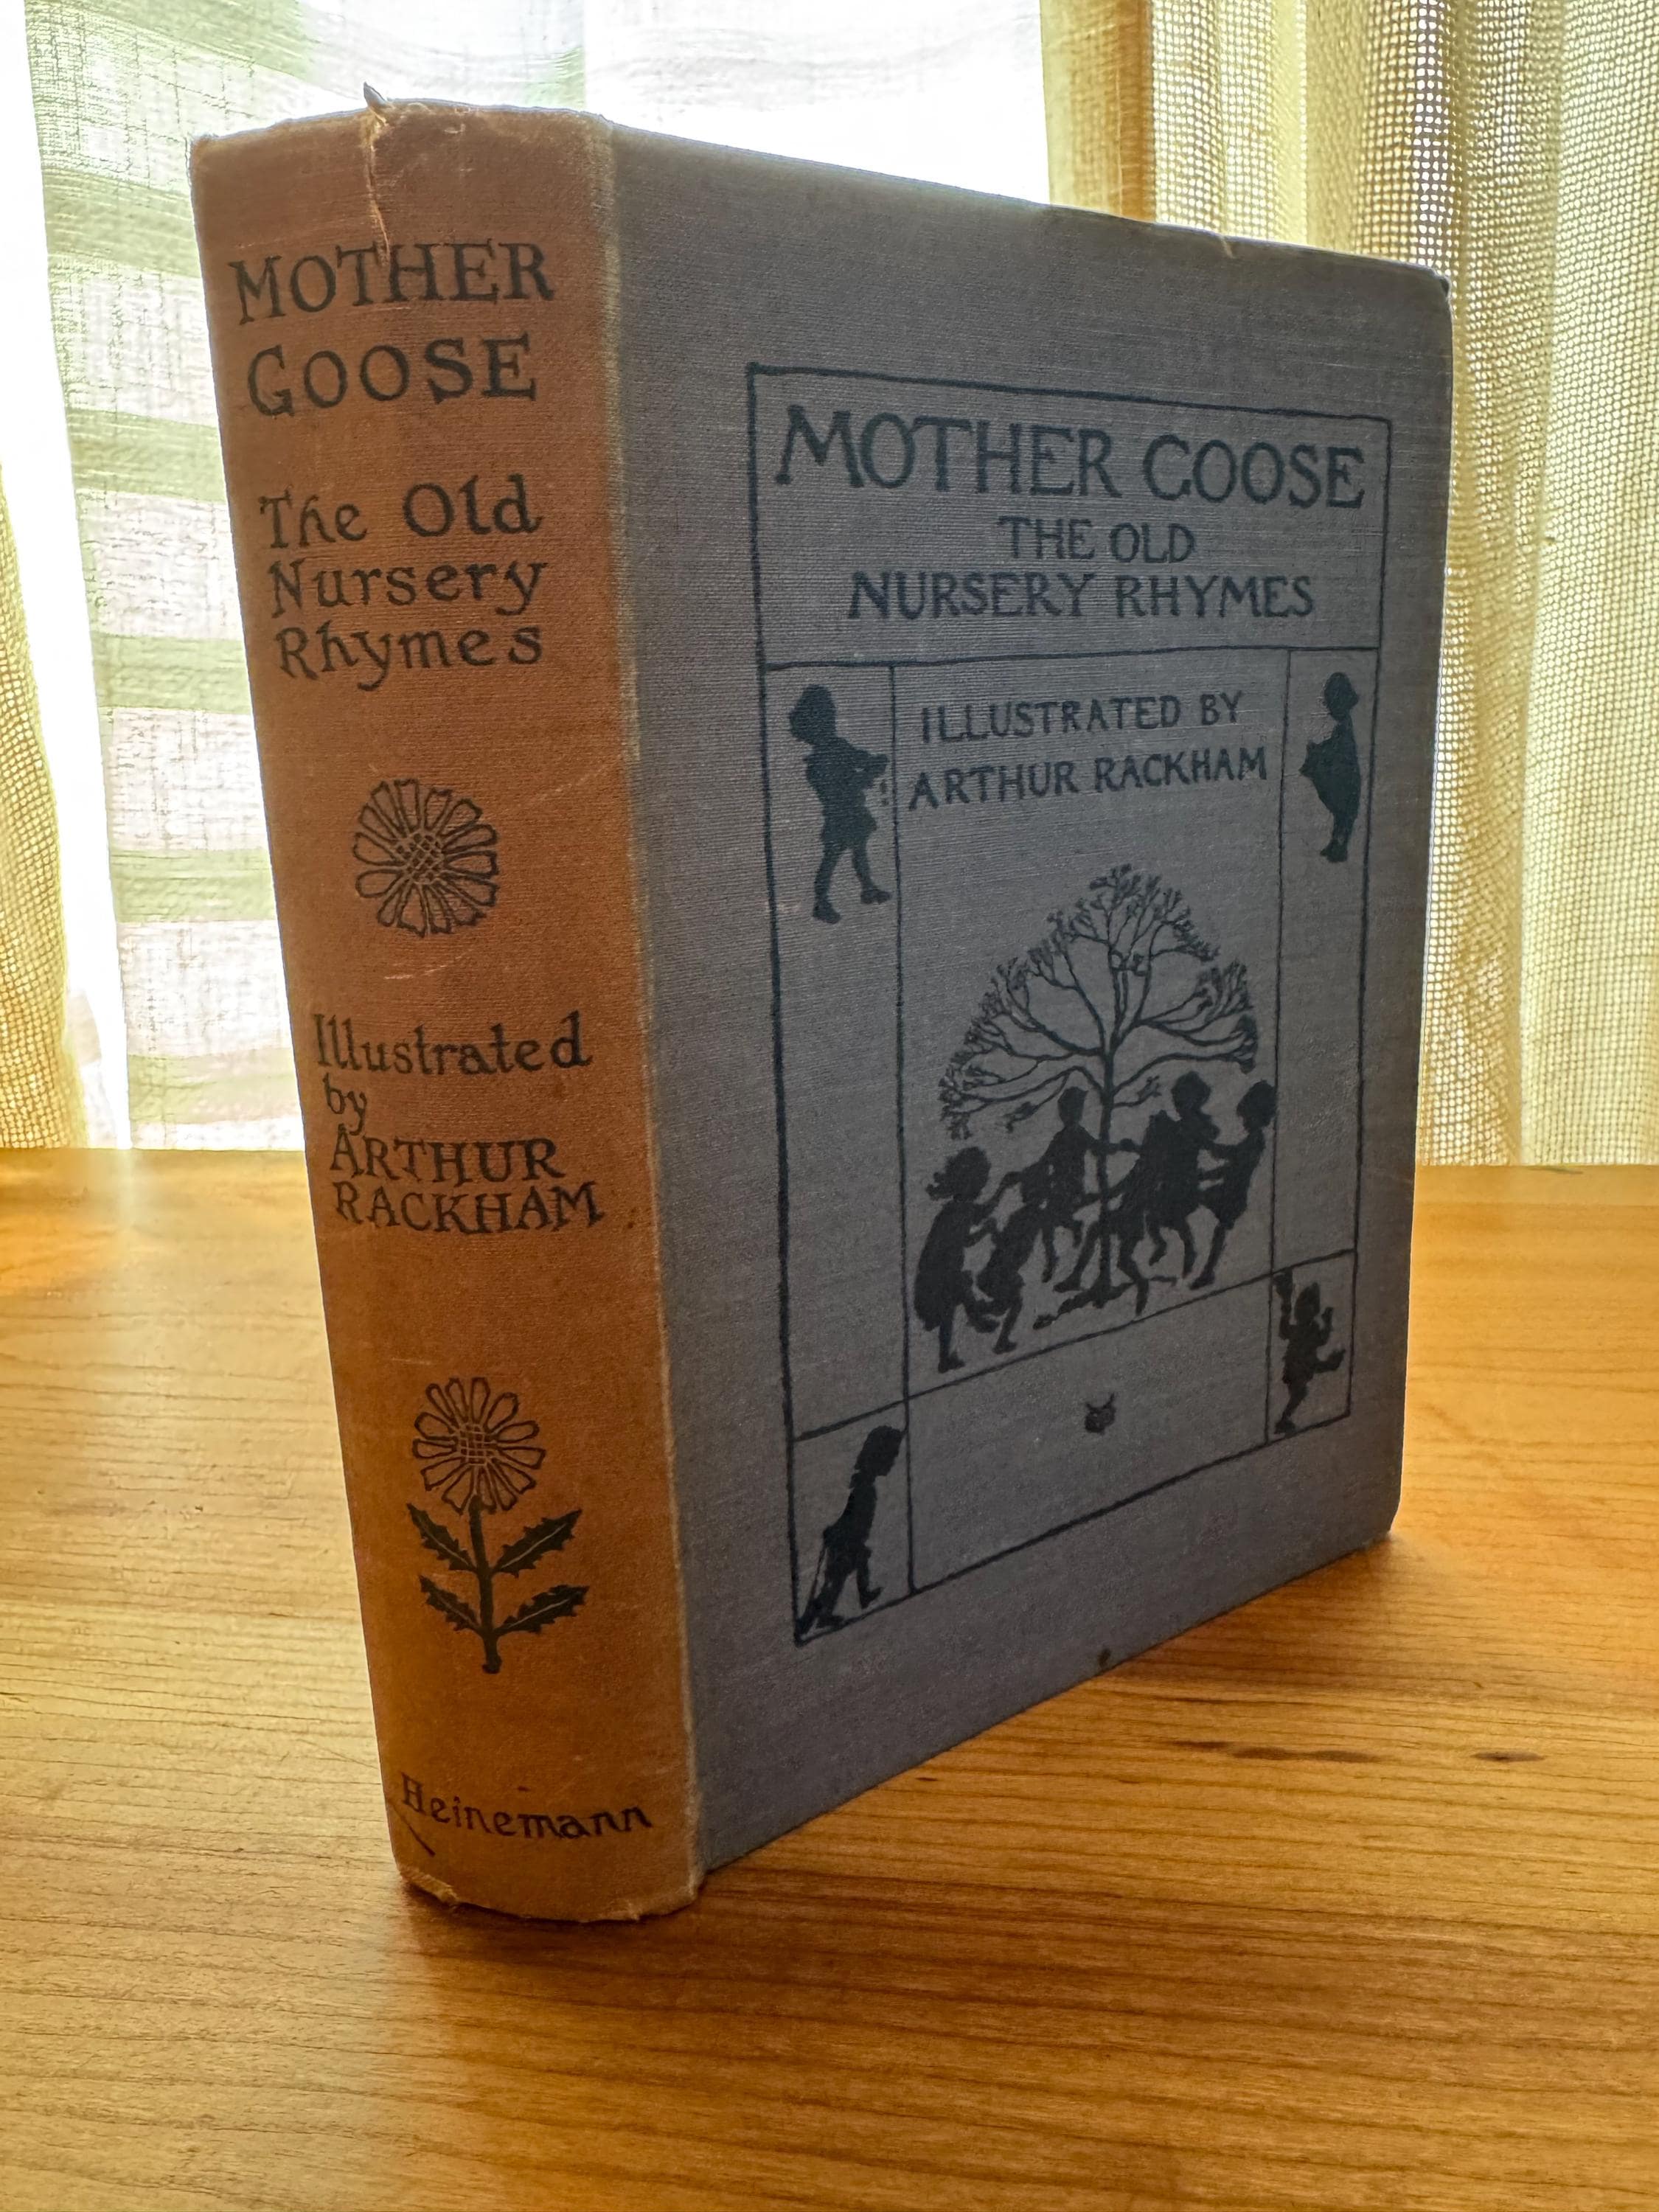 MOTHER
GOOSE
The Old
Nursery
Rhymes
Illustrated
by
ARTHUR
RACKHAM
Heinemann
MOTHER GOOSE
THE OLD
NURSERY RHYMES
ILLUSTRATED BY
ARTHUR RACKHAM